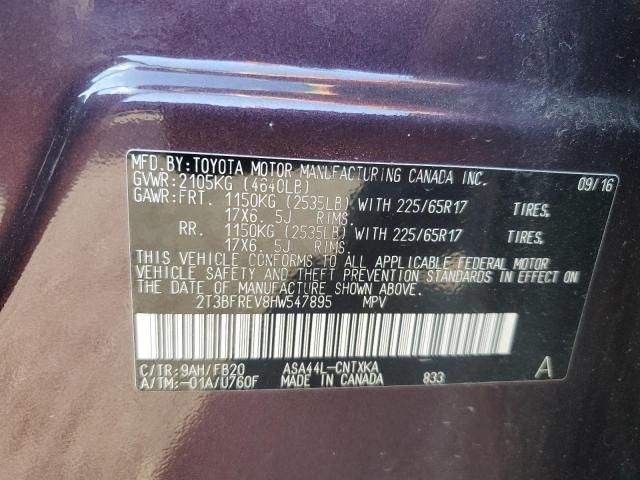 MFD. BY: TOYOTA MOTOR MANUFACTURING CANADA INC. 09/16
GVWR: 2105KG (4640LB)
GAWR: FRT. 1150KG (2535LB) WITH 225/65R17 TIRES,
17X6. 5J RIMS.
RR. 1150KG (2535LB) WITH 225/65R17 TIRES,
17X6. 5J RIMS.
THIS VEHICLE CONFORMS TO ALL APPLICABLE FEDERAL MOTOR
VEHICLE SAFETY AND THEFT PREVENTION STANDARDS IN EFFECT ON
THE DATE OF MANUFACTURE SHOWN ABOVE.
2T3BFREV8HW547895 MPV
C/TR: 9AH/FB20 ASA44L-CNTXKA A
A/TM: -01A/U760F MADE IN CANADA 833